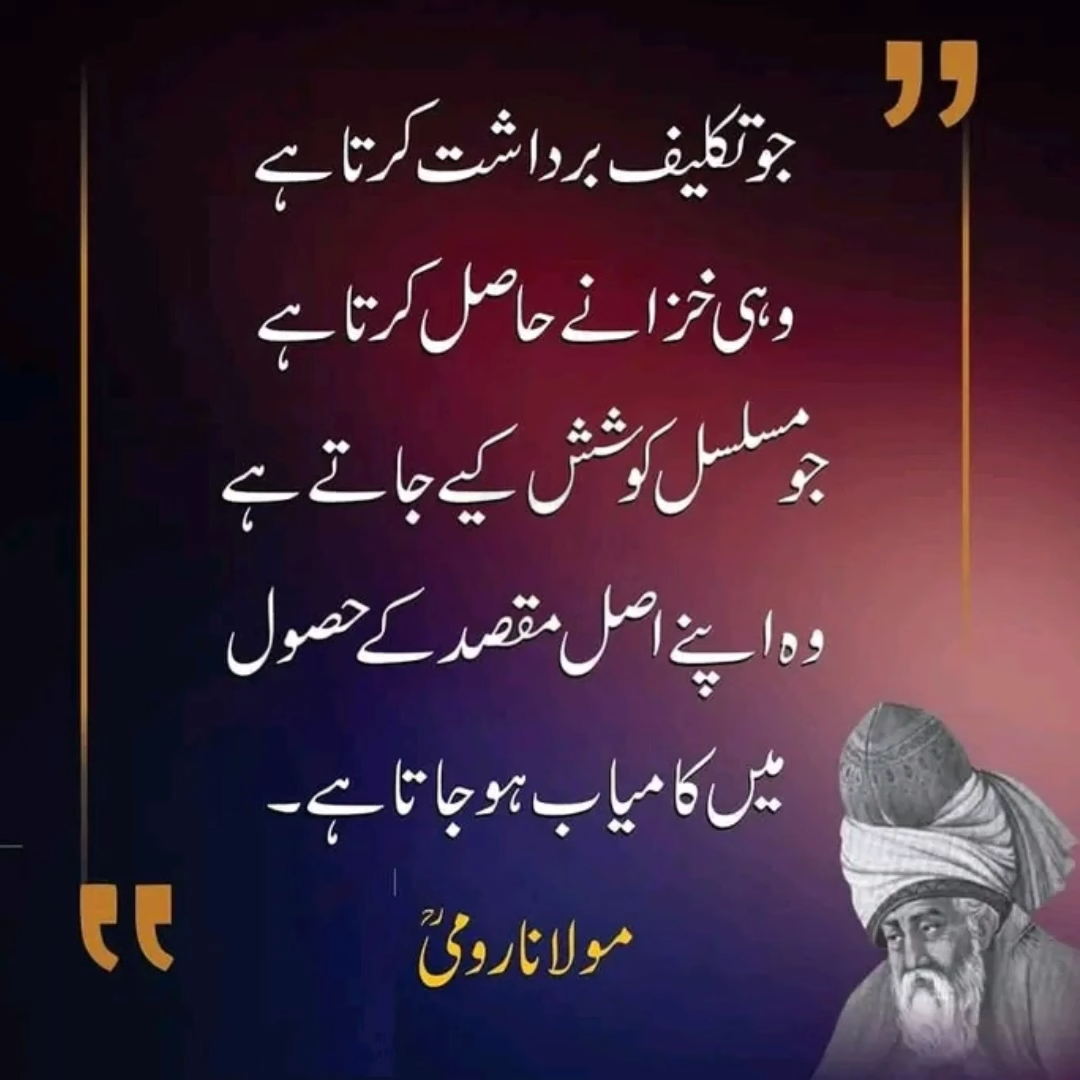 جو تکلیف برداشت کرتا ہے
وہی خزانے حاصل کرتا ہے
جو مسلسل کوشش کیے جاتے ہے
وہ اپنے اصل مقصد کے حصول
میں کامیاب ہو جاتا ہے۔
مولانا رومیؒ